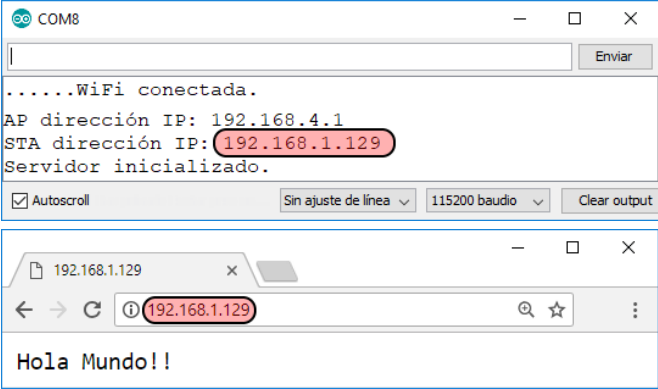 COM8
Enviar
......WiFi conectada.
AP dirección IP: 192.168.4.1
STA dirección IP: 192.168.1.129
Servidor inicializado.
Autoscroll
Sin ajuste de línea
115200 baudio
Clear output
192.168.1.129
192.168.1.129
Hola Mundo!!